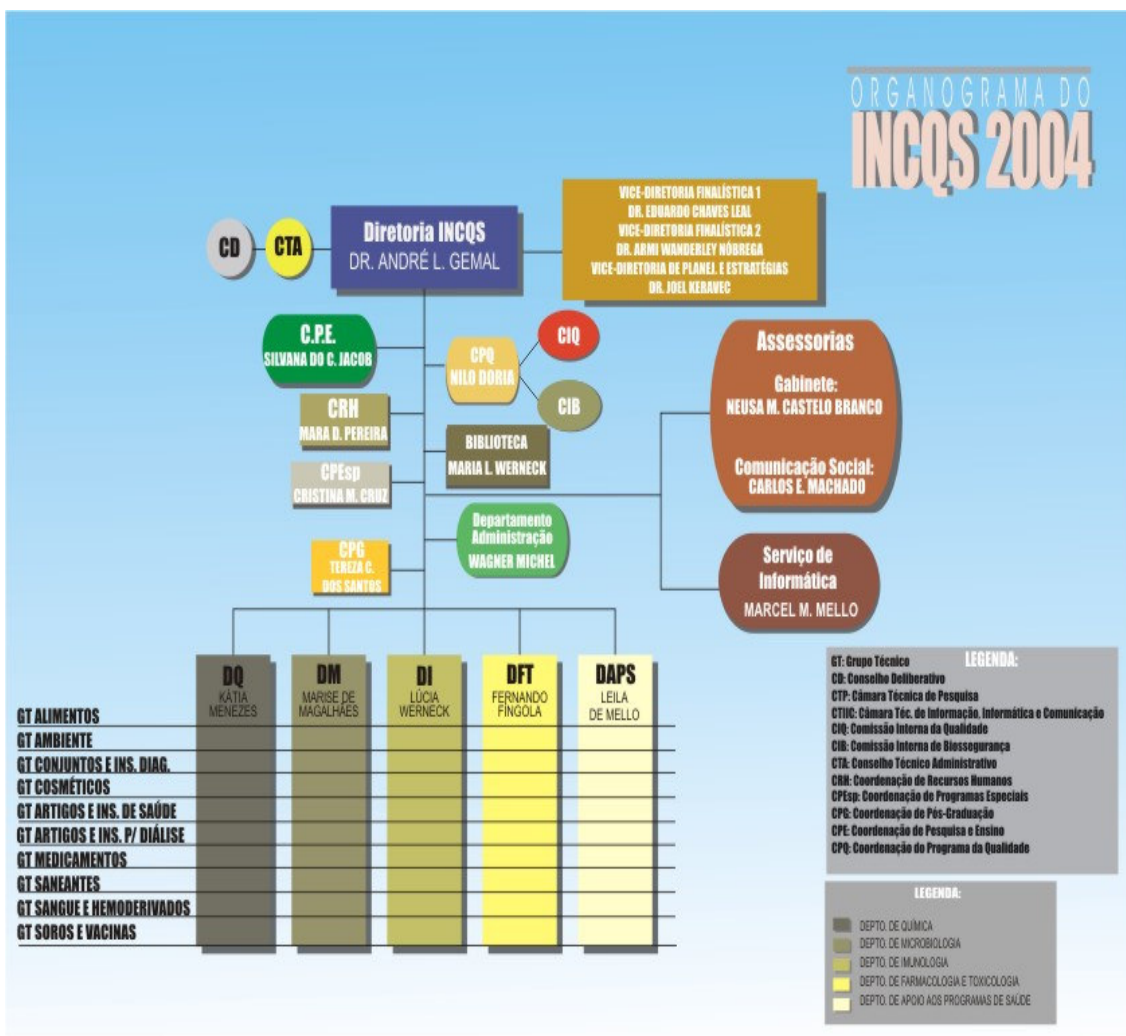 ORGANOGRAMA DO
INCQS 2004
VICE-DIRETORIA FINALÍSTICA 1
DR. EDUARDO CHAVES LEAL
VICE-DIRETORIA FINALÍSTICA 2
DR. ARMI WANDERLEY NÓBREGA
VICE-DIRETORIA DE PLANEJ. E ESTRATÉGIAS
DR. JOEL KERAVEC
CD
CTA
Diretoria INCQS
DR. ANDRÉ L. GEMAL
C.P.E.
SILVANA DO C. JACOB
CPQ
NILO DORIA
CIQ
CIB
CRH
MARA D. PEREIRA
BIBLIOTECA
MARIA L. WERNECK
CPEsp
CRISTINA M. CRUZ
Departamento
Administração
WAGNER MICHEL
CPG
TEREZA C.
DOS SANTOS
Assessorias
Gabinete:
NEUSA M. CASTELO BRANCO
Comunicação Social:
CARLOS E. MACHADO
Serviço de
Informática
MARCEL M. MELLO
DQ
KÁTIA
MENEZES
DM
MARISE DE
MAGALHÃES
DI
LÚCIA
WERNECK
DFT
FERNANDO
FINGOLA
DAPS
LEILA
DE MELLO
GT ALIMENTOS
GT AMBIENTE
GT CONJUNTOS E INS. DIAG.
GT COSMÉTICOS
GT ARTIGOS E INS. DE SAÚDE
GT ARTIGOS E INS. P/ DIÁLISE
GT MEDICAMENTOS
GT SANEANTES
GT SANGUE E HEMODERIVADOS
GT SOROS E VACINAS
LEGENDA:
GT: Grupo Técnico
CD: Conselho Deliberativo
CTP: Câmara Técnica de Pesquisa
CTIIC: Câmara Téc. de Informação, Informática e Comunicação
CIQ: Comissão Interna da Qualidade
CIB: Comissão Interna de Biossegurança
CTA: Conselho Técnico Administrativo
CRH: Coordenação de Recursos Humanos
CPEsp: Coordenação de Programas Especiais
CPG: Coordenação de Pós-Graduação
CPE: Coordenação de Pesquisa e Ensino
CPQ: Coordenação do Programa da Qualidade
LEGENDA:
DEPTO. DE QUÍMICA
DEPTO. DE MICROBIOLOGIA
DEPTO. DE IMUNOLOGIA
DEPTO. DE FARMACOLOGIA E TOXICOLOGIA
DEPTO. DE APOIO AOS PROGRAMAS DE SAÚDE